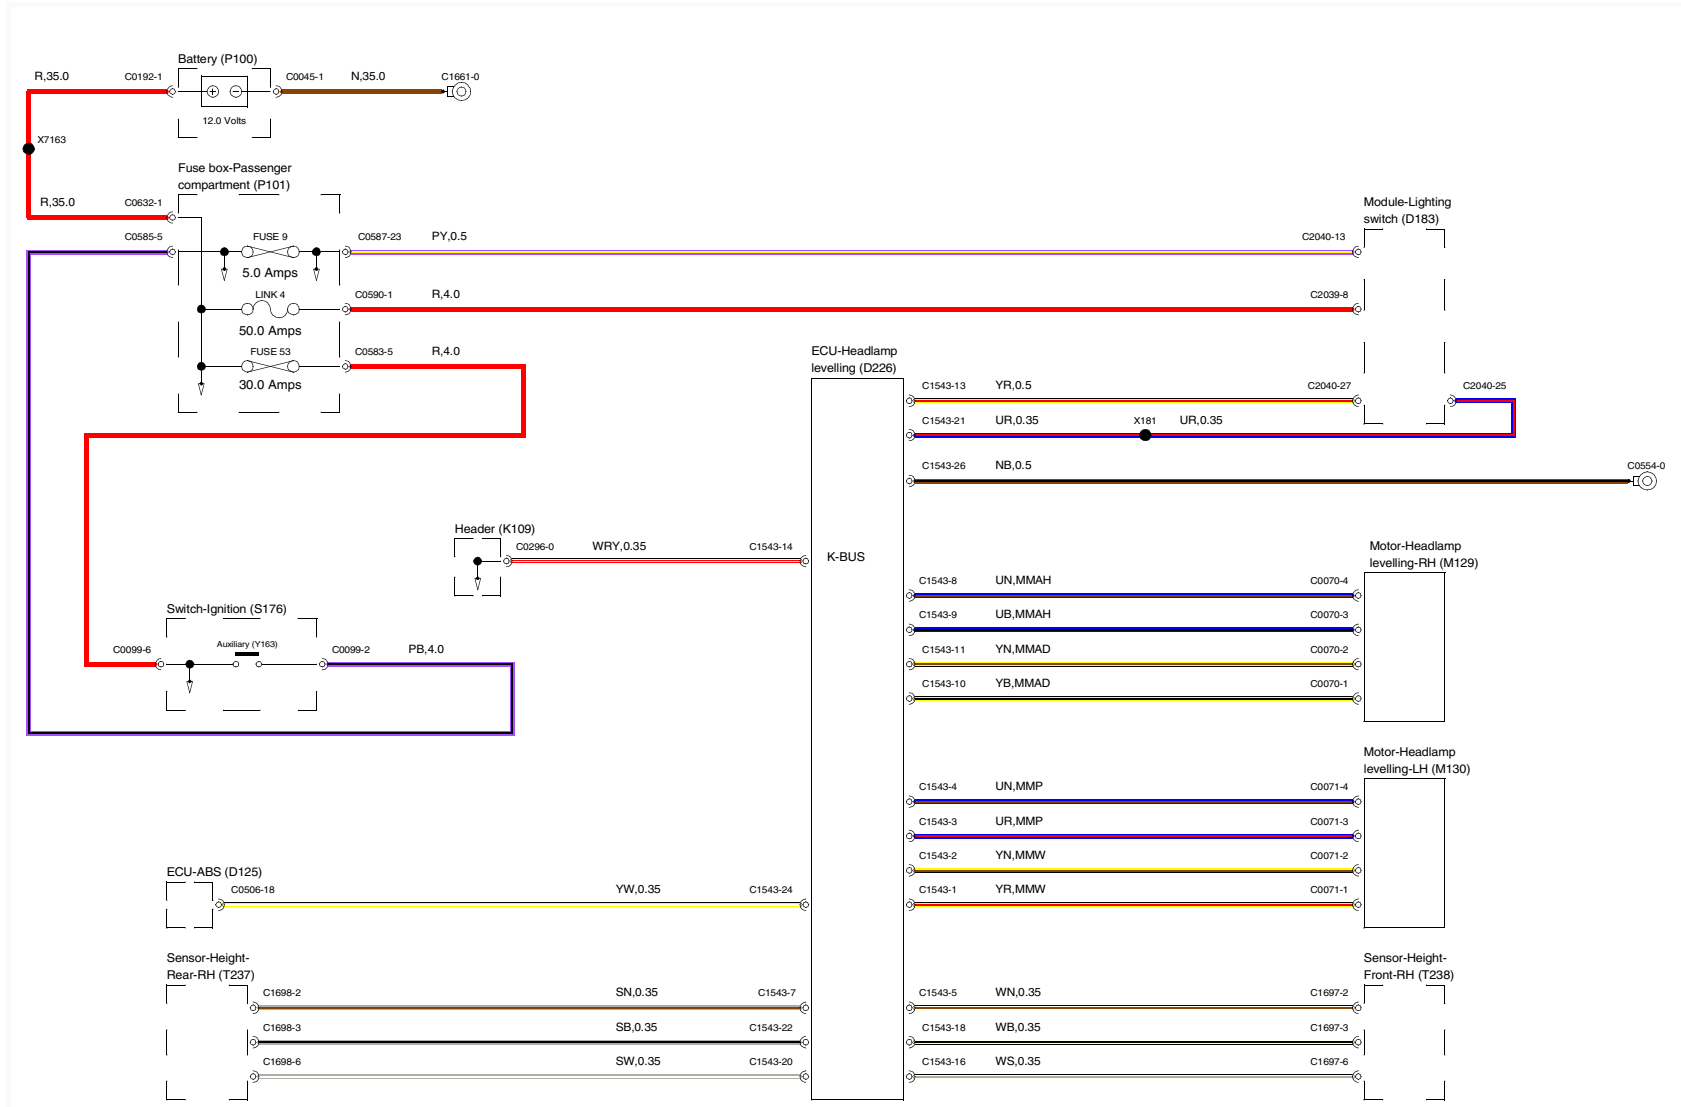 Battery (P100)
R,35.0 C0192-1 C0045-1 N,35.0 C1661-0
12.0 Volts
X7163
Fuse box-Passenger
compartment (P101)
R,35.0 C0632-1
Module-Lighting
switch (D183)
C0585-5 FUSE 9 C0587-23 PY,0.5 C2040-13
5.0 Amps
LINK 4 C0590-1 R,4.0 C2039-8
50.0 Amps
FUSE 53 C0583-5 R,4.0
30.0 Amps
ECU-Headlamp
levelling (D226)
C1543-13 YR,0.5 C2040-27 C2040-25
C1543-21 UR,0.35 X181 UR,0.35
C1543-26 NB,0.5 C0554-0
Header (K109)
C0296-0 WRY,0.35 C1543-14
K-BUS
Motor-Headlamp
levelling-RH (M129)
C1543-8 UN,MMAH C0070-4
C1543-9 UB,MMAH C0070-3
C1543-11 YN,MMAD C0070-2
C1543-10 YB,MMAD C0070-1
Switch-Ignition (S176)
C0099-6 Auxiliary (Y163) C0099-2 PB,4.0
Motor-Headlamp
levelling-LH (M130)
C1543-4 UN,MMP C0071-4
C1543-3 UR,MMP C0071-3
C1543-2 YN,MMW C0071-2
C1543-1 YR,MMW C0071-1
ECU-ABS (D125)
C0506-18 YW,0.35 C1543-24
Sensor-Height-
Rear-RH (T237)
C1698-2 SN,0.35 C1543-7
C1698-3 SB,0.35 C1543-22
C1698-6 SW,0.35 C1543-20
Sensor-Height-
Front-RH (T238)
C1543-5 WN,0.35 C1697-2
C1543-18 WB,0.35 C1697-3
C1543-16 WS,0.35 C1697-6